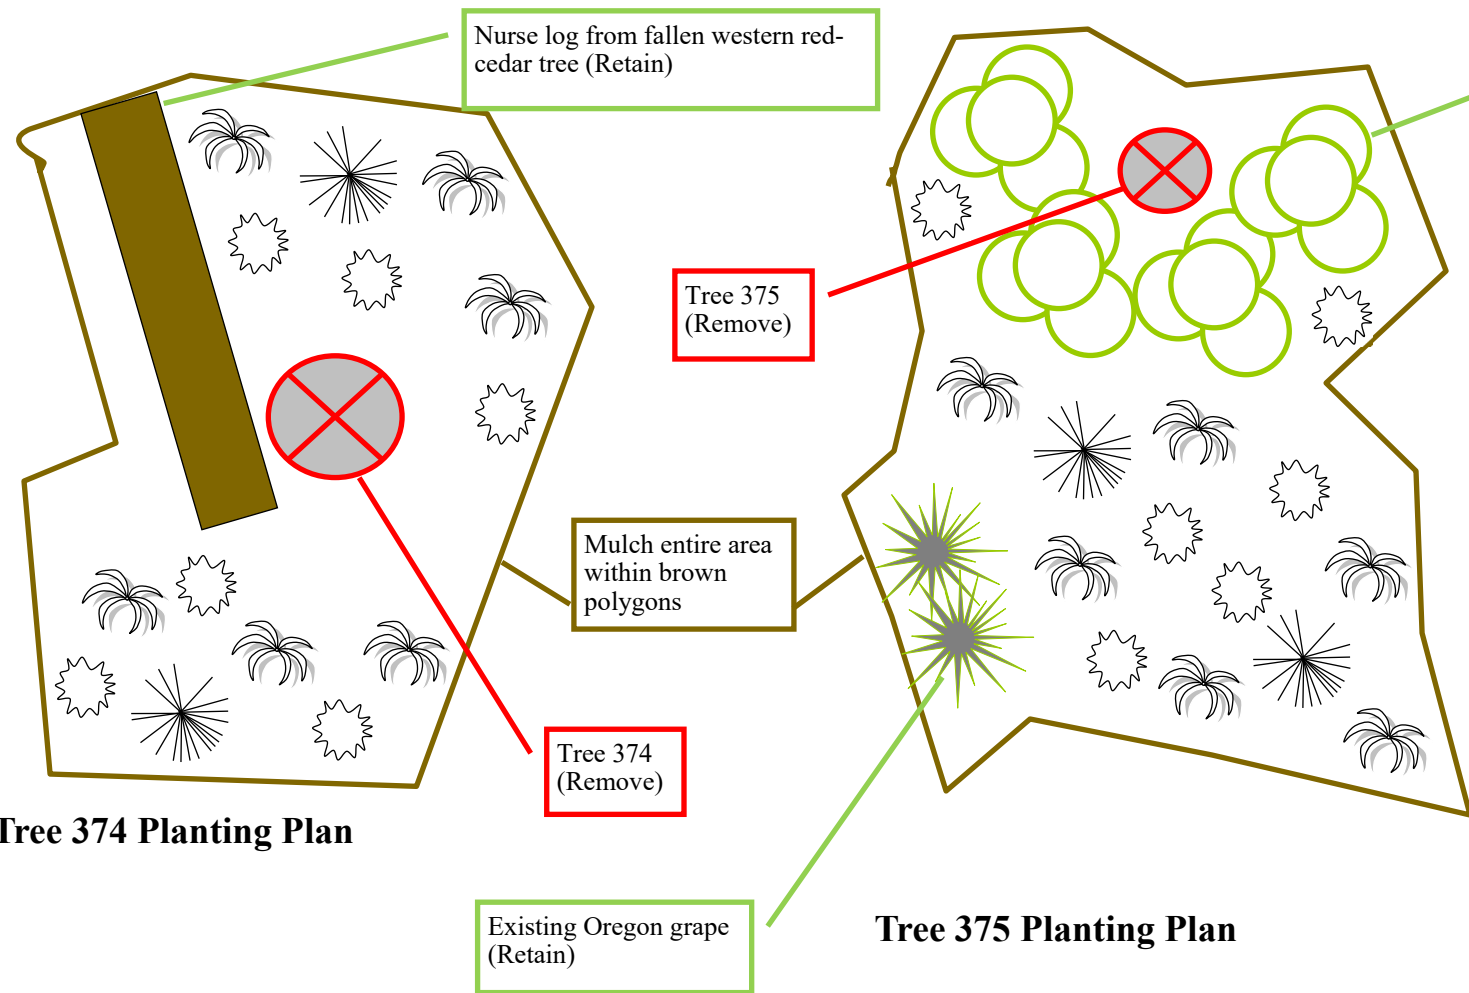 Nurse log from fallen western red-
cedar tree (Retain)
Tree 375
(Remove)
Mulch entire area
within brown
polygons
Tree 374
(Remove)
Tree 374 Planting Plan
Existing Oregon grape
(Retain)
Tree 375 Planting Plan